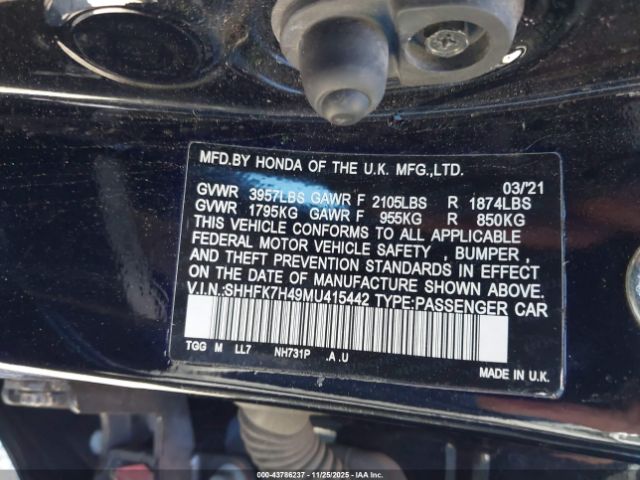 MFD.BY HONDA OF THE U.K. MFG.,LTD.
03/'21
GVWR 3957LBS GAWR F 2105LBS R 1874LBS
GVWR 1795KG GAWR F 955KG R 850KG
THIS VEHICLE CONFORMS TO ALL APPLICABLE
FEDERAL MOTOR VEHICLE SAFETY , BUMPER ,
AND THEFT PREVENTION STANDARDS IN EFFECT
ON THE DATE OF MANUFACTURE SHOWN ABOVE.
V.I.N.:SHHFK7H49MU415442 TYPE:PASSENGER CAR
TGG M LL7 NH731P .A .U
MADE IN U.K.
000-43786237 - 11/25/2025 - IAAI.COM